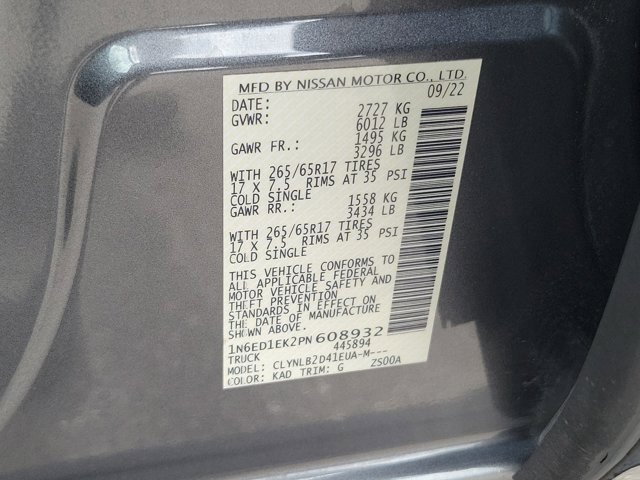 MFD BY NISSAN MOTOR CO., LTD.
DATE: 09/22
GVWR: 2727 KG
6012 LB
GAWR FR.: 1495 KG
3296 LB
WITH 265/65R17 TIRES
17 X 7.5 RIMS AT 35 PSI
COLD SINGLE
GAWR RR.: 1558 KG
3434 LB
WITH 265/65R17 TIRES
17 X 7.5 RIMS AT 35 PSI
COLD SINGLE
THIS VEHICLE CONFORMS TO
ALL APPLICABLE FEDERAL
MOTOR VEHICLE SAFETY AND
THEFT PREVENTION
STANDARDS IN EFFECT ON
THE DATE OF MANUFACTURE
SHOWN ABOVE.
1N6ED1EK2PN608932
TRUCK 445894
MODEL: CLYNLB2D41EUA-M---
COLOR: KAD TRIM: G ZS00A